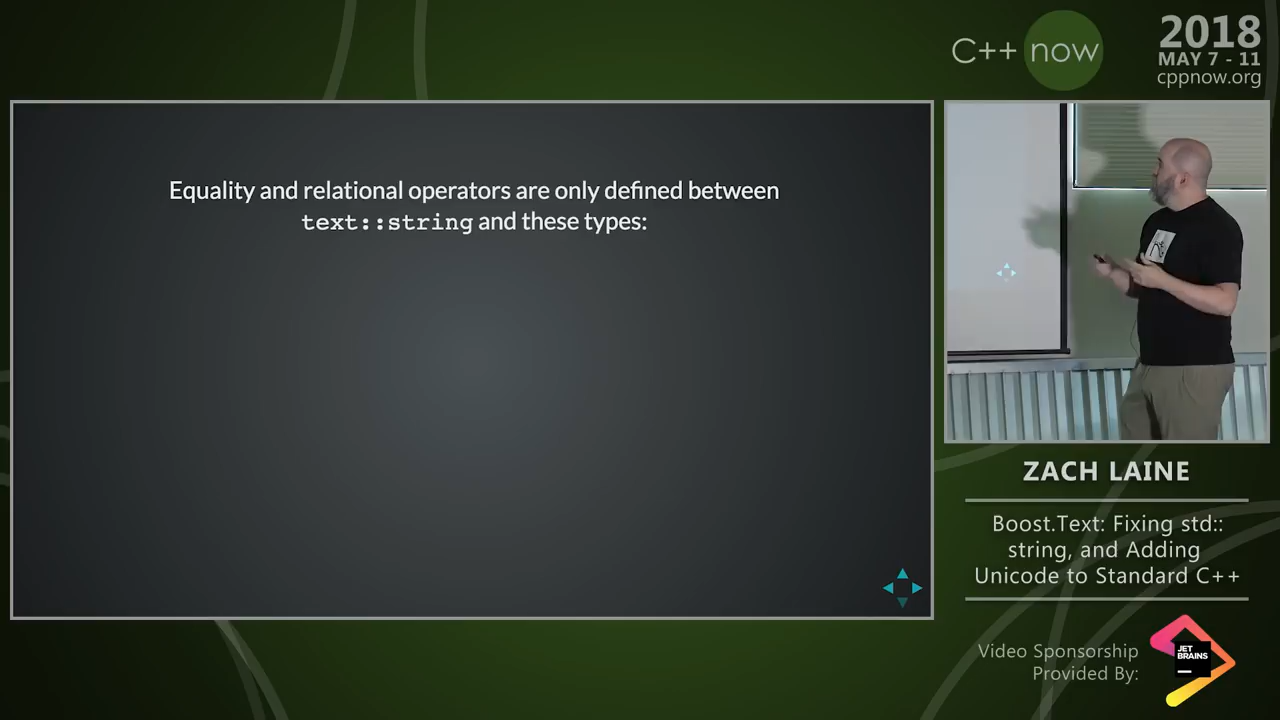 C++ now
2018
MAY 7 - 11
cppnow.org
Equality and relational operators are only defined between
text::string and these types:
ZACH LAINE
Boost.Text: Fixing std::
string, and Adding
Unicode to Standard C++
Video Sponsorship
Provided By:
JET
BRAINS